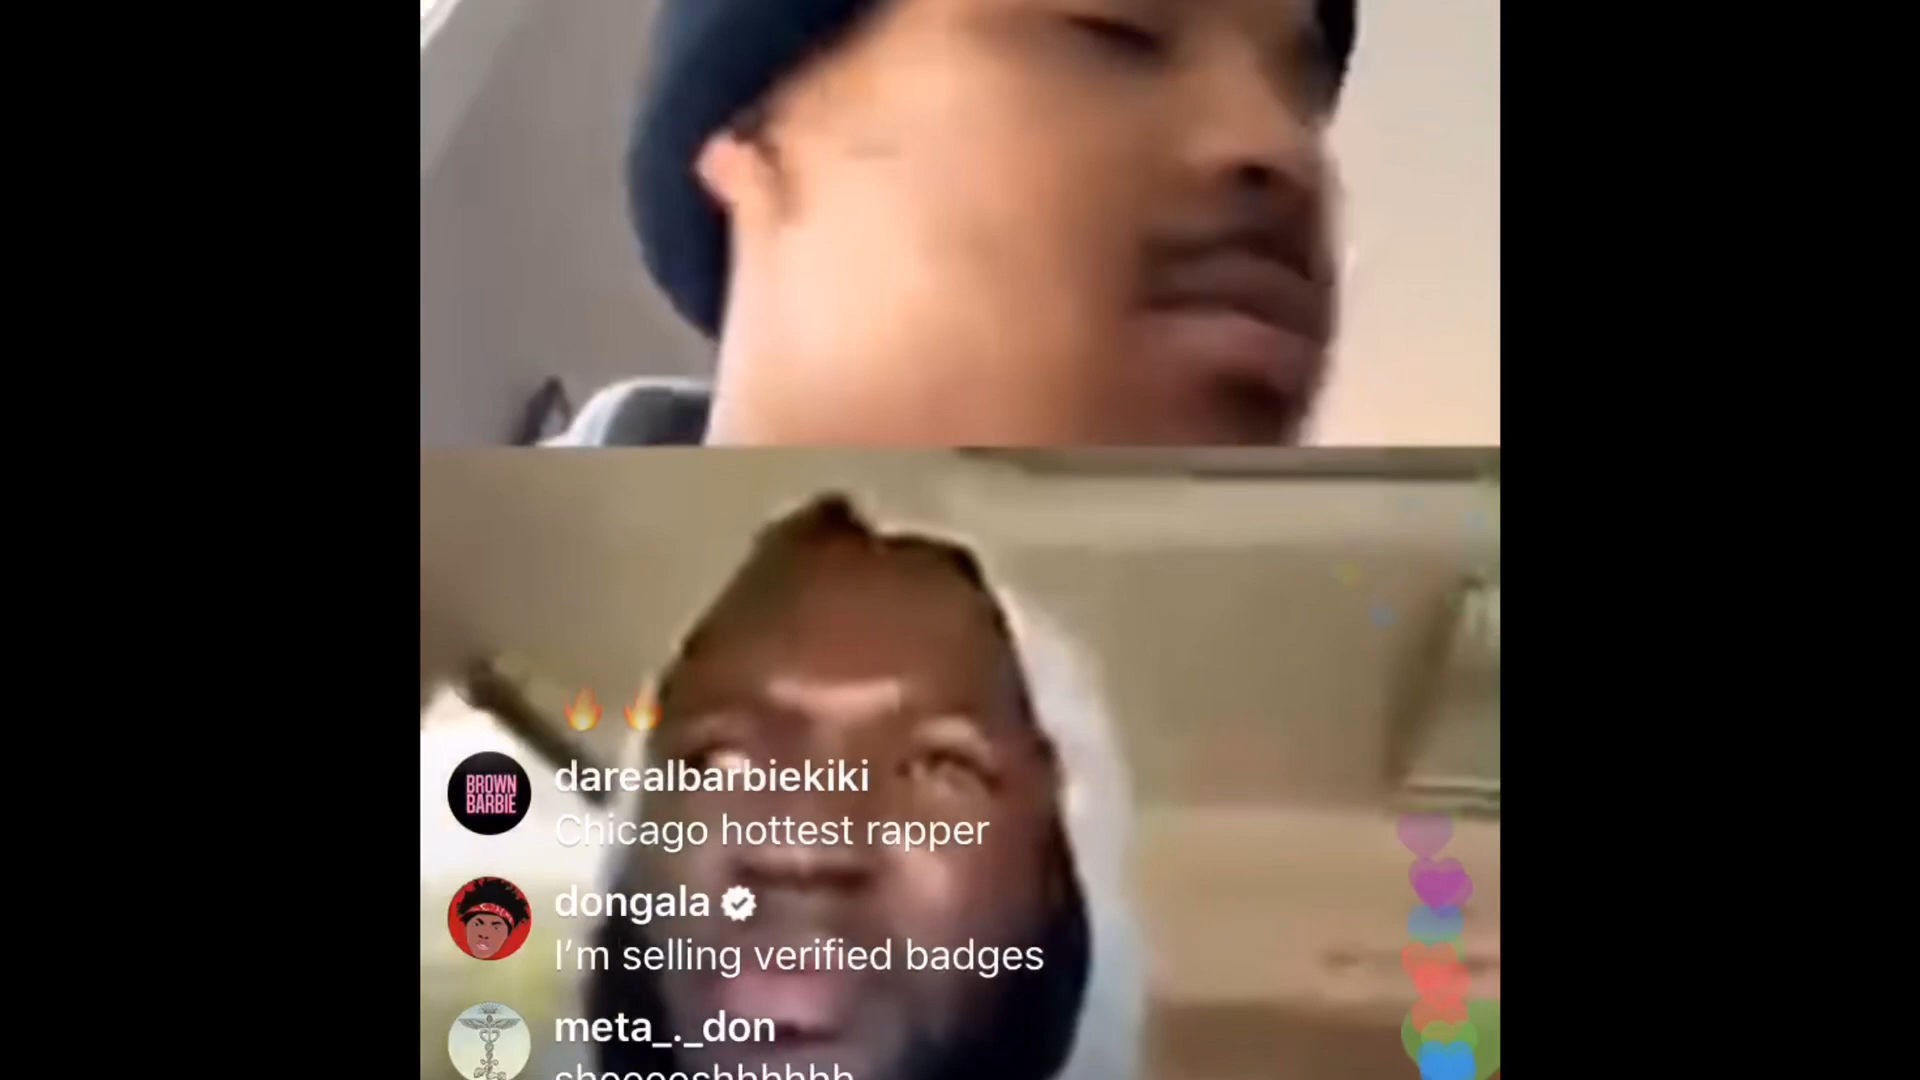 BROWN
BARBIE
darealbarbiekiki
Chicago hottest rapper
dongala
I’m selling verified badges
meta_._don